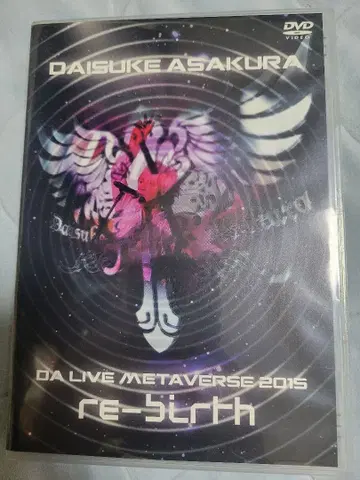 DVD
VIDEO
DAISUKE ASAKURA
DA LIVE METAVERSE 2015
re-birth